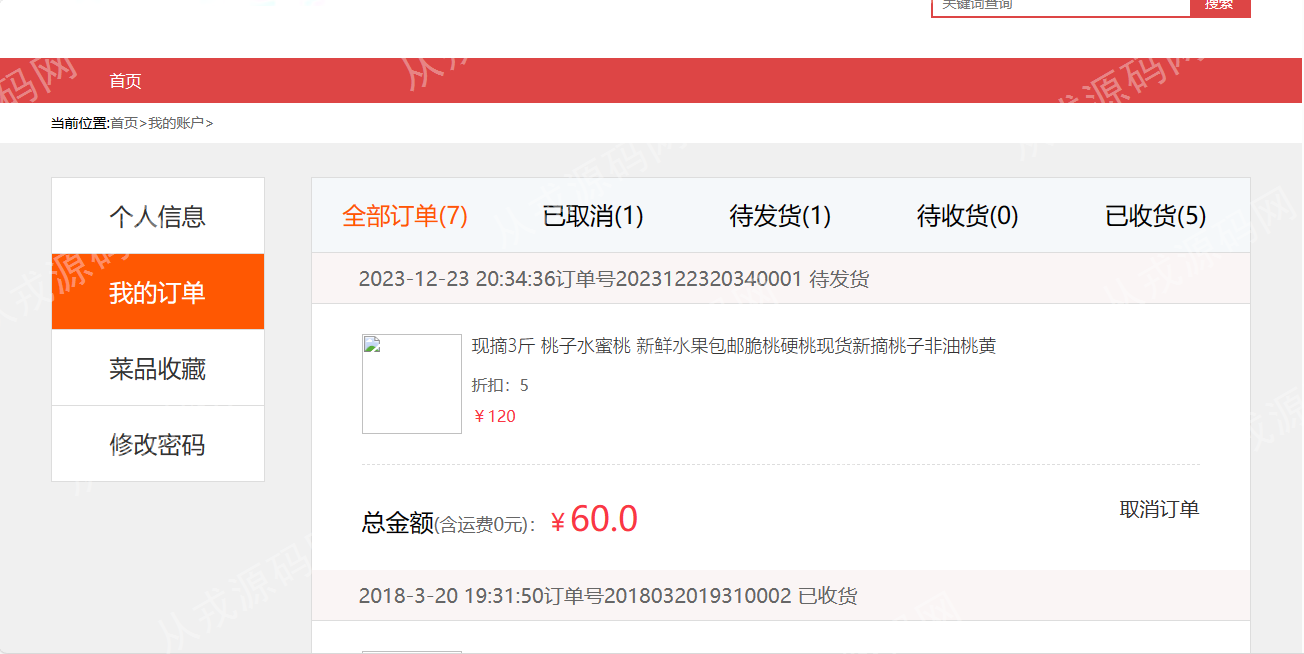 关键词查询 搜索
首页
当前位置:首页>我的账户>
个人信息
我的订单
菜品收藏
修改密码
全部订单(7) 已取消(1) 待发货(1) 待收货(0) 已收货(5)
2023-12-23 20:34:36订单号2023122320340001 待发货
现摘3斤 桃子水蜜桃 新鲜水果包邮脆桃硬桃现货新摘桃子非油桃黄
折扣：5
￥120
总金额(含运费0元)：￥60.0
取消订单
2018-3-20 19:31:50订单号2018032019310002 已收货
从戎源码网